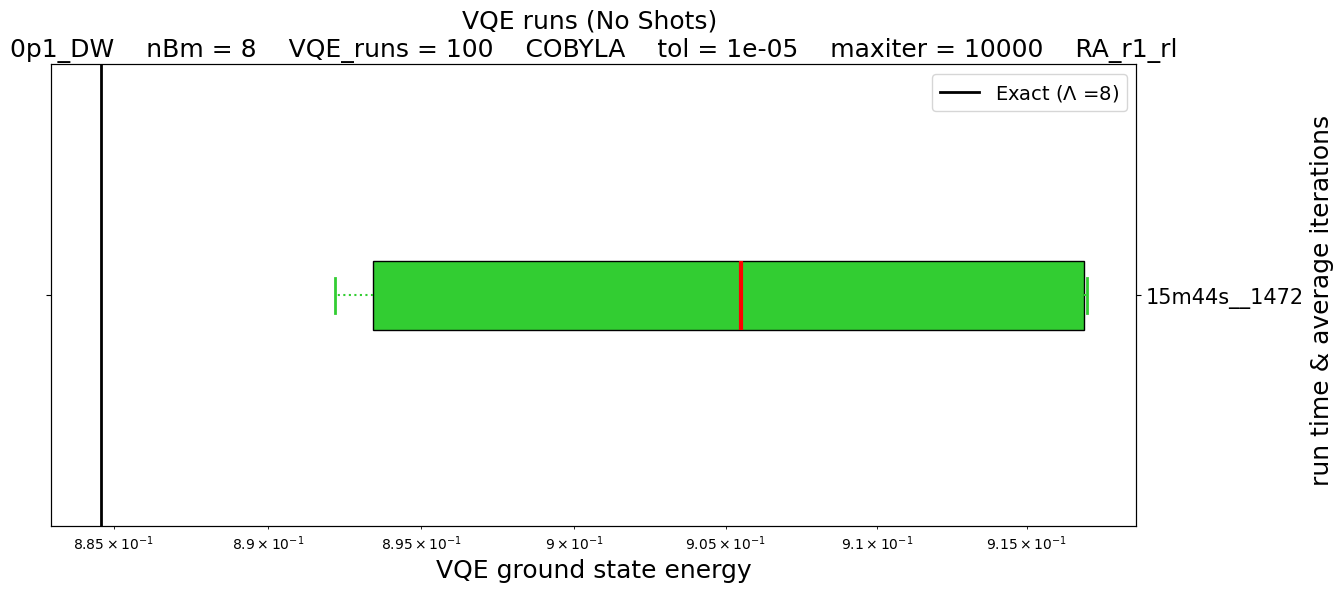 VQE runs (No Shots)
0p1_DW    nBm = 8    VQE_runs = 100    COBYLA    tol = 1e-05    maxiter = 10000    RA_r1_rl
Exact (Λ =8)
15m44s__1472
run time & average iterations
8.85 × 10⁻¹
8.9 × 10⁻¹
8.95 × 10⁻¹
9 × 10⁻¹
9.05 × 10⁻¹
9.1 × 10⁻¹
9.15 × 10⁻¹
VQE ground state energy